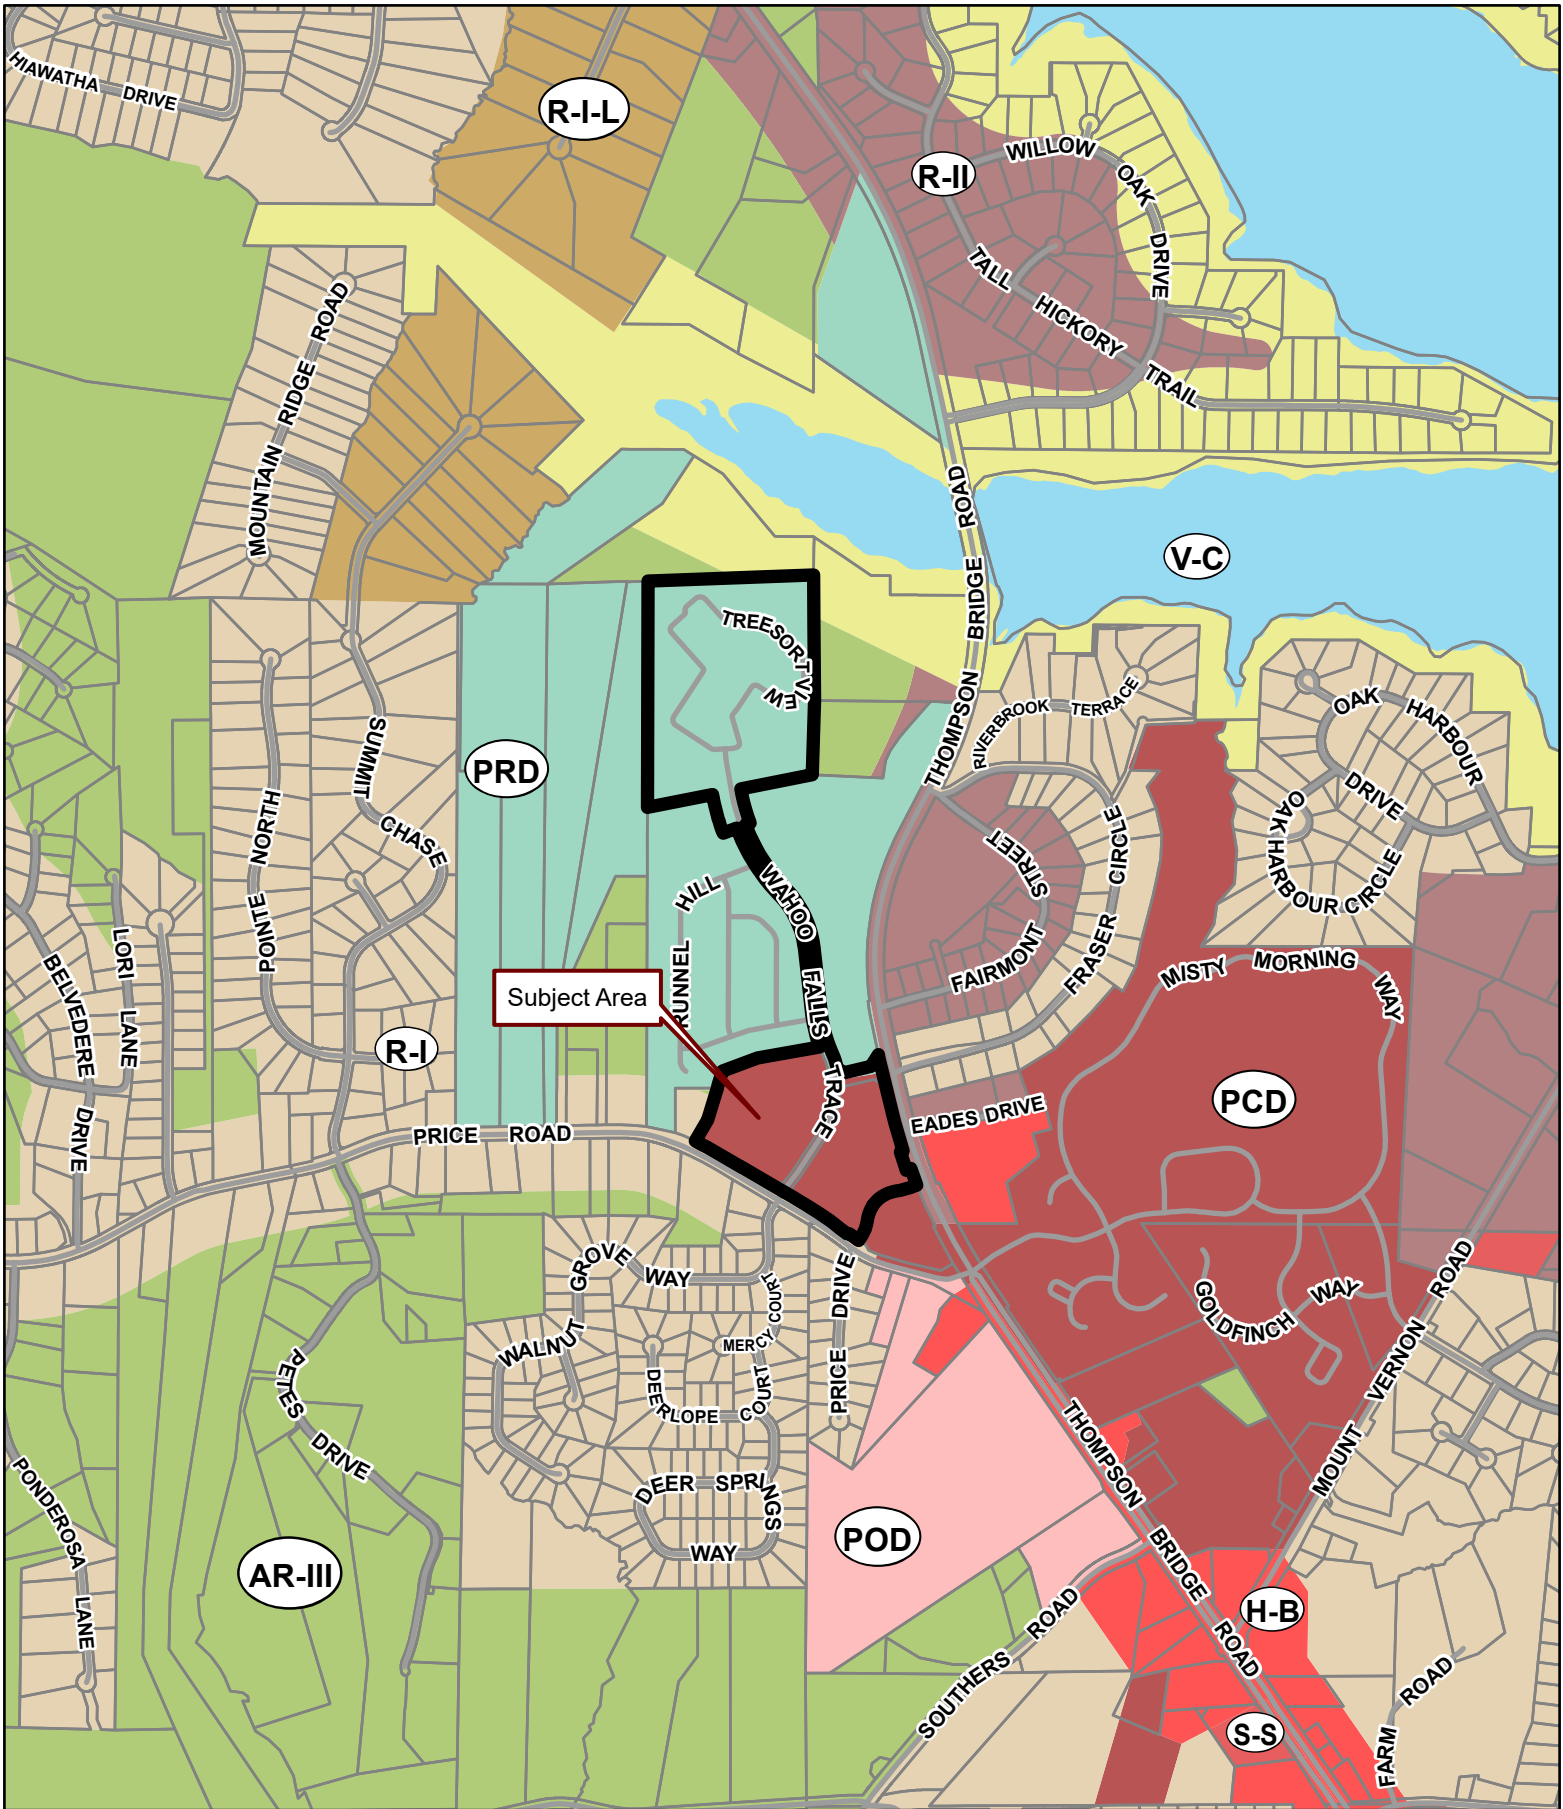 HIAWATHA DRIVE
R-I-L
R-II
WILLOW OAK DRIVE
TALL HICKORY TRAIL
MOUNTAIN RIDGE ROAD
THOMPSON BRIDGE ROAD
V-C
TREESORT VIEW
RIVERBROOK TERRACE
OAK HARBOUR DRIVE
OAK HARBOUR CIRCLE
SUMMIT CHASE
PRD
POINTE NORTH
STREET
FAIRMONT
FRASER CIRCLE
RUNNEL HILL
WAHOO FALLS TRACE
LORI LANE
BELVEDERE DRIVE
MISTY MORNING WAY
Subject Area
R-I
PCD
EADES DRIVE
PRICE ROAD
WALNUT GROVE WAY
MERCY COURT
PRICE DRIVE
GOLDFINCH WAY
MOUNT VERNON ROAD
PETES DRIVE
DEERLOPE COURT
THOMPSON BRIDGE ROAD
DEER SPRINGS WAY
PONDEROSA LANE
POD
AR-III
H-B
SOUTHERS ROAD
S-S
FARM ROAD